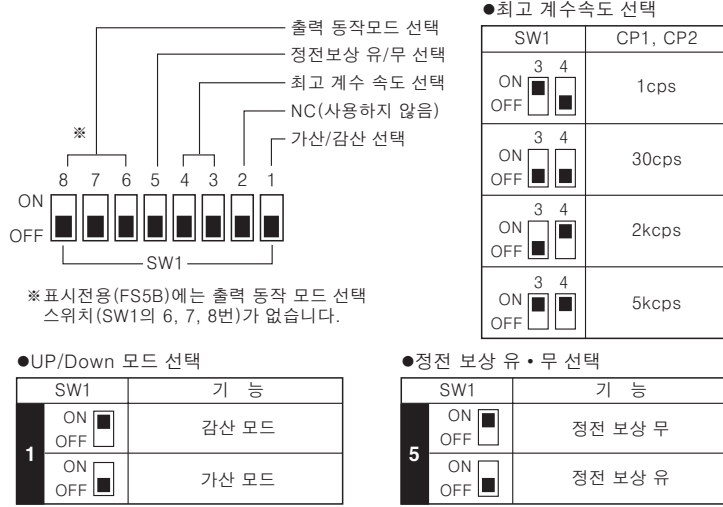 출력 동작모드 선택
정전보상 유/무 선택
최고 계수 속도 선택
NC(사용하지 않음)
가산/감산 선택
※
8 7 6 5 4 3 2 1
ON
OFF
SW1
※표시전용(FS5B)에는 출력 동작 모드 선택
스위치(SW1의 6, 7, 8번)가 없습니다.
●최고 계수속도 선택
SW1 CP1, CP2
3 4
ON
OFF
1cps
3 4
ON
OFF
30cps
3 4
ON
OFF
2kcps
3 4
ON
OFF
5kcps
●UP/Down 모드 선택
SW1 기 능
1
ON
OFF
감산 모드
ON
OFF
가산 모드
●정전 보상 유・무 선택
SW1 기 능
5
ON
OFF
정전 보상 무
ON
OFF
정전 보상 유